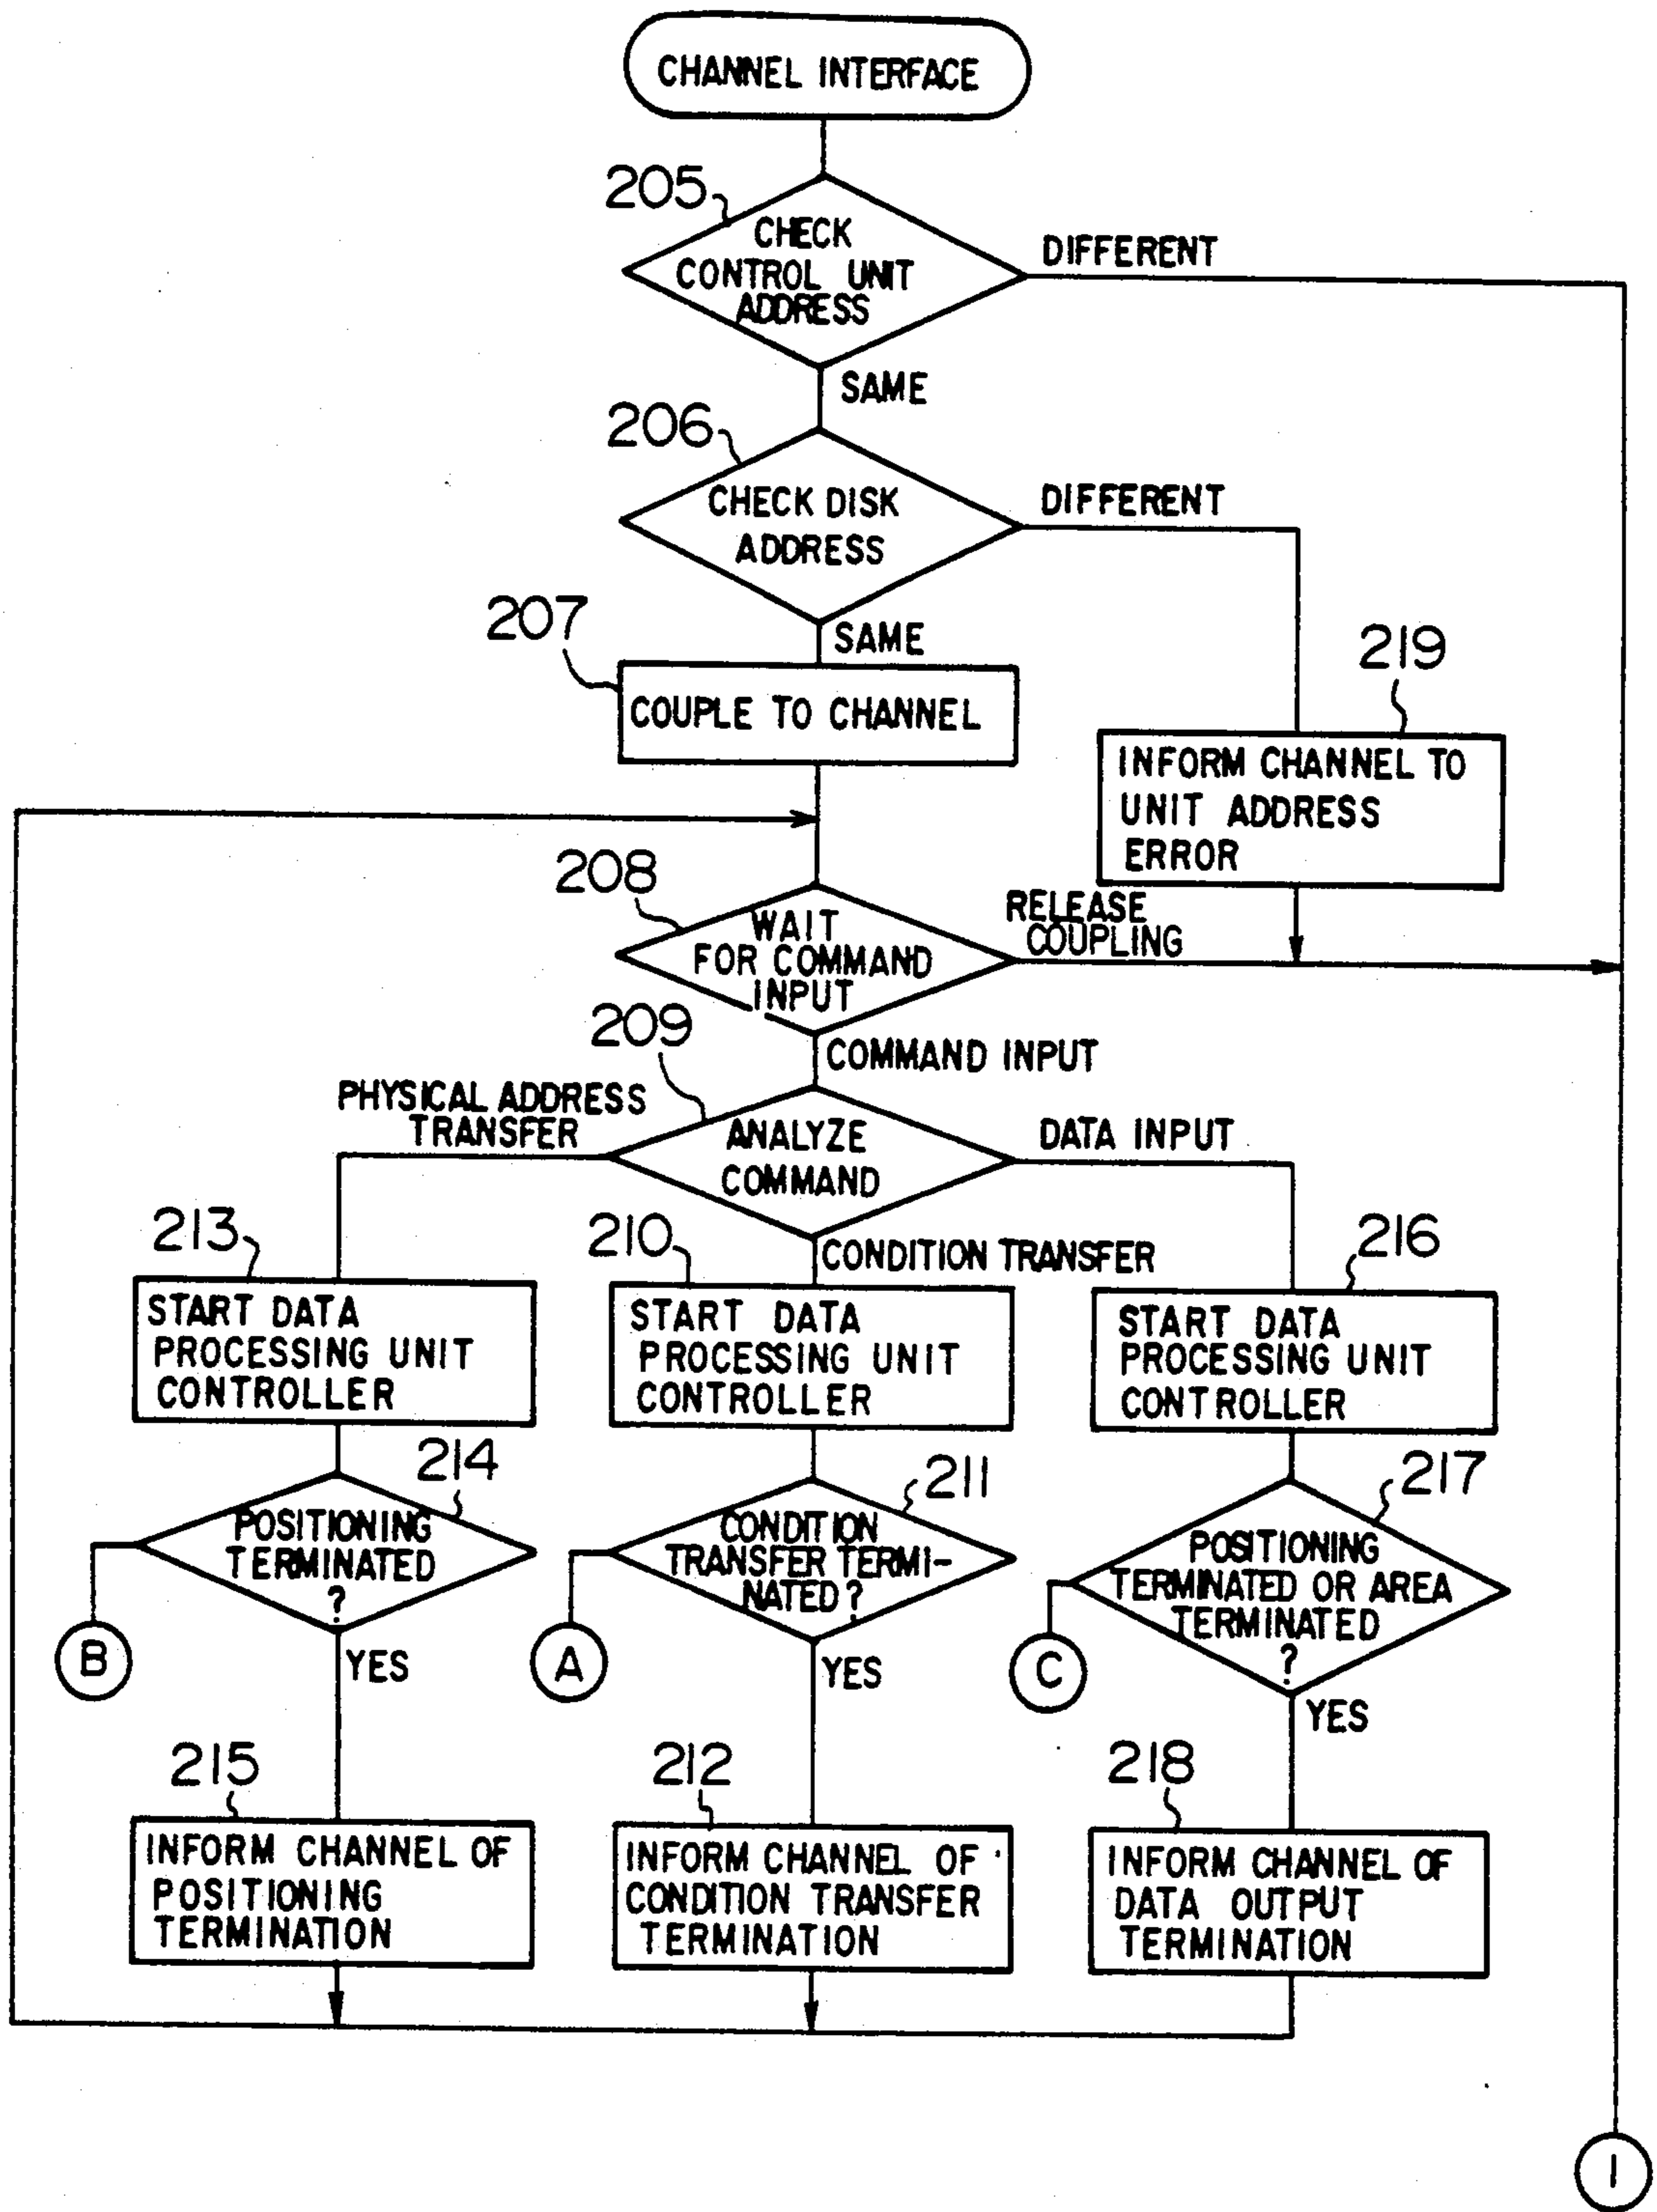 CHANNEL INTERFACE
205
CHECK
CONTROL UNIT
ADDRESS
DIFFERENT
SAME
206
CHECK DISK
ADDRESS
DIFFERENT
SAME
207
COUPLE TO CHANNEL
219
INFORM CHANNEL TO
UNIT ADDRESS
ERROR
208
WAIT
FOR COMMAND
INPUT
RELEASE
COUPLING
COMMAND INPUT
209
ANALYZE
COMMAND
PHYSICAL ADDRESS
TRANSFER
DATA INPUT
CONDITION TRANSFER
213
START DATA
PROCESSING UNIT
CONTROLLER
210
START DATA
PROCESSING UNIT
CONTROLLER
216
START DATA
PROCESSING UNIT
CONTROLLER
214
POSITIONING
TERMINATED
?
B
YES
211
CONDITION
TRANSFER TERMI-
NATED?
A
YES
217
POSITIONING
TERMINATED OR AREA
TERMINATED
?
C
YES
215
INFORM CHANNEL OF
POSITIONING
TERMINATION
212
INFORM CHANNEL OF
CONDITION TRANSFER
TERMINATION
218
INFORM CHANNEL OF
DATA OUTPUT
TERMINATION
1